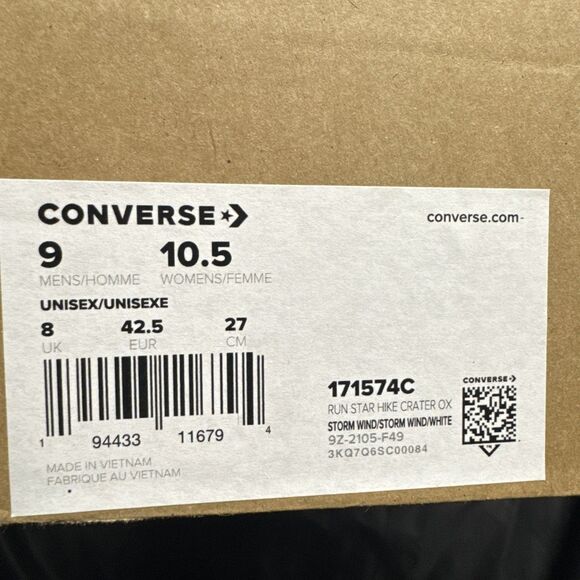 CONVERSE
converse.com
9 10.5
MENS/HOMME WOMENS/FEMME
UNISEX/UNISEXE
8 42.5 27
UK EUR CM
1 94433 11679 4
MADE IN VIETNAM
FABRIQUE AU VIETNAM
171574C
RUN STAR HIKE CRATER OX
STORM WIND/STORM WIND/WHITE
9Z-2105-F49
3KQ7Q6SC00084
CONVERSE